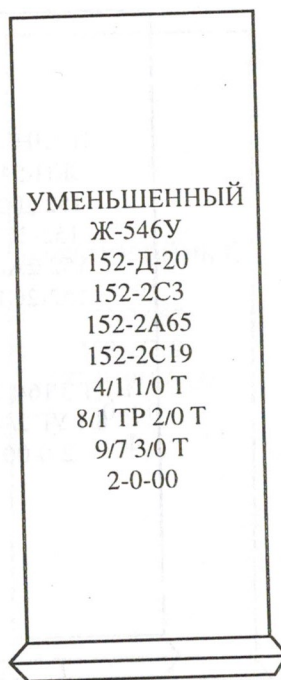 УМЕНЬШЕННЫЙ
Ж-546У
152-Д-20
152-2С3
152-2А65
152-2С19
4/1 1/0 Т
8/1 ТР 2/0 Т
9/7 3/0 Т
2-0-00